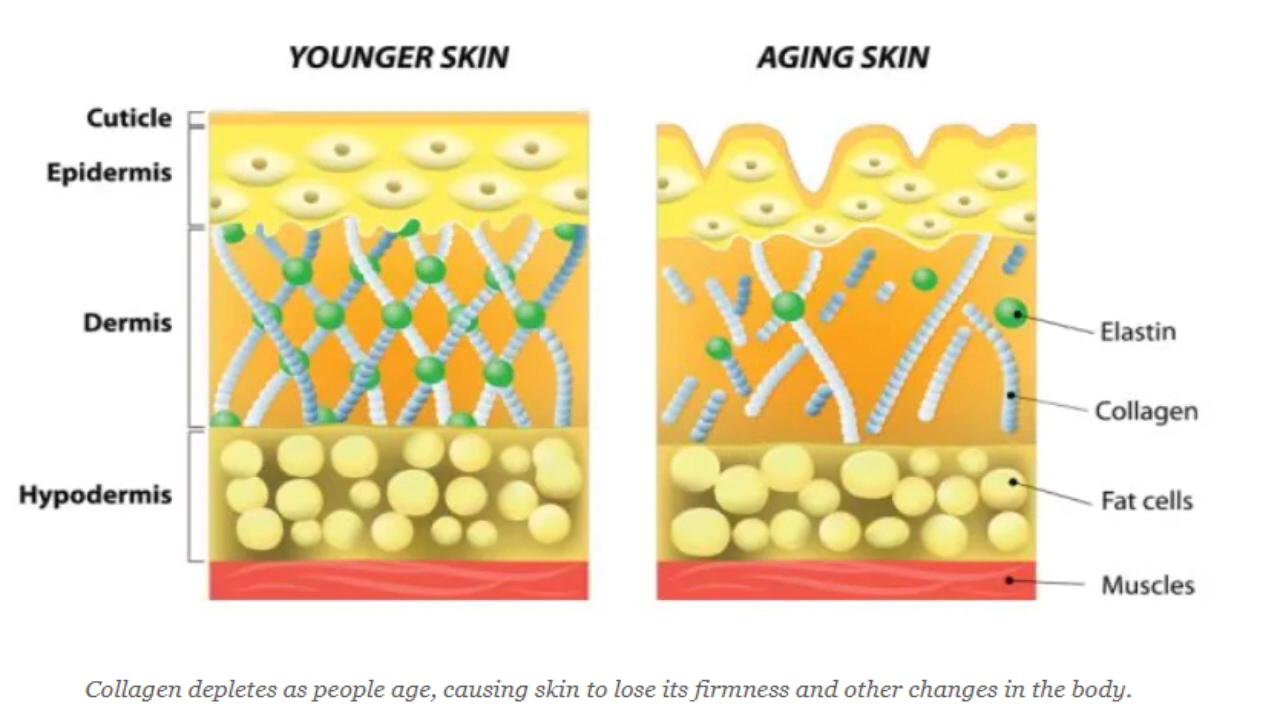 YOUNGER SKIN
AGING SKIN
Cuticle
Epidermis
Dermis
Hypodermis
Elastin
Collagen
Fat cells
Muscles
Collagen depletes as people age, causing skin to lose its firmness and other changes in the body.